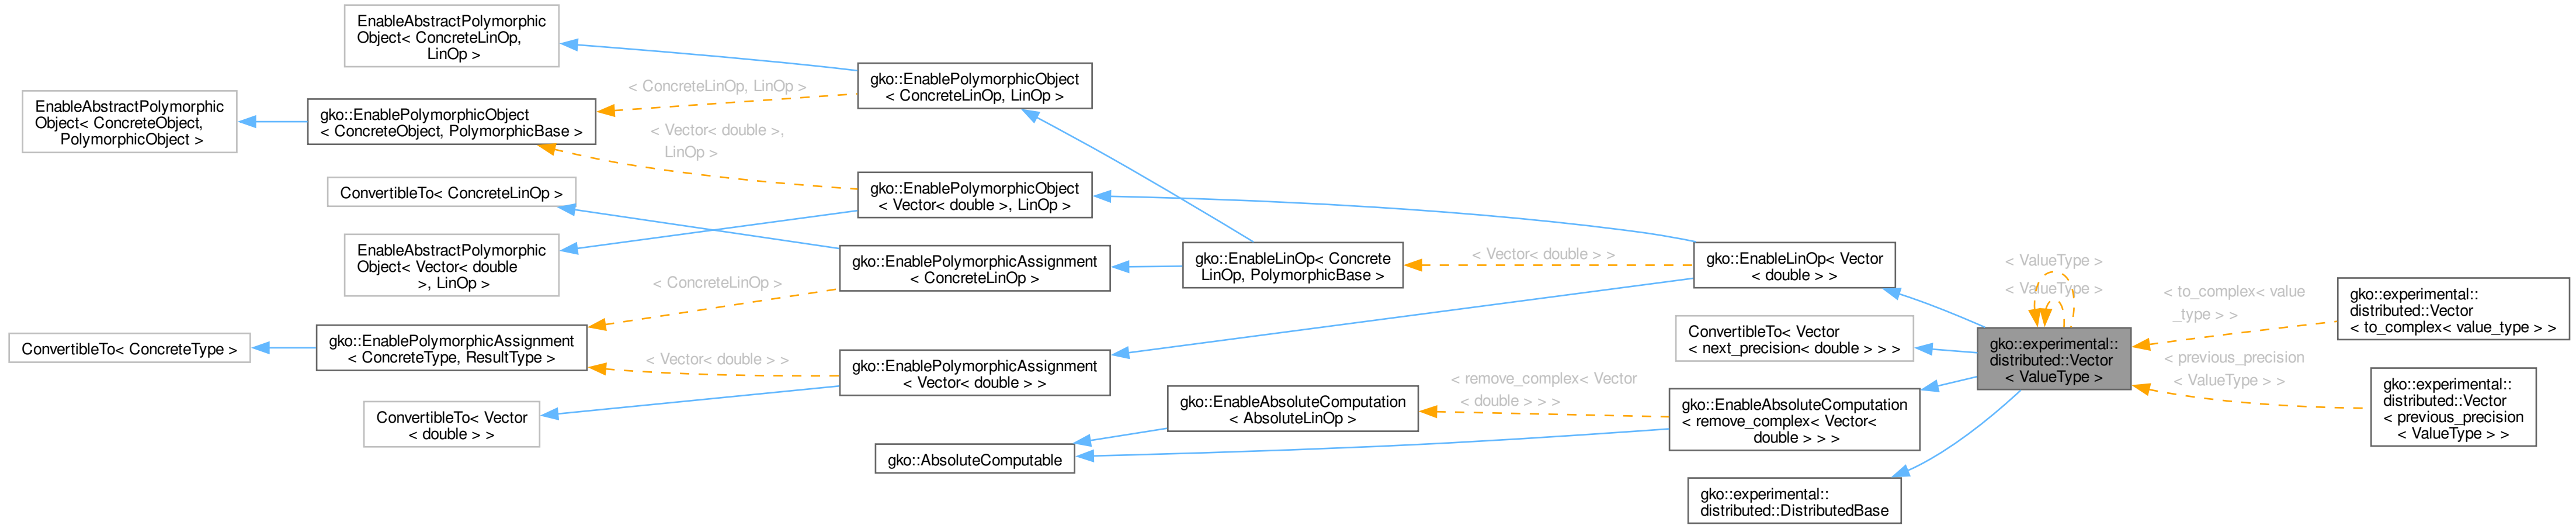 EnableAbstractPolymorphic
Object< ConcreteLinOp,
LinOp >
EnableAbstractPolymorphic
Object< ConcreteObject,
PolymorphicObject >
gko::EnablePolymorphicObject
< ConcreteObject, PolymorphicBase >
< ConcreteLinOp, LinOp >
< Vector< double >,
LinOp >
gko::EnablePolymorphicObject
< ConcreteLinOp, LinOp >
ConvertibleTo< ConcreteLinOp >
gko::EnablePolymorphicObject
< Vector< double >, LinOp >
EnableAbstractPolymorphic
Object< Vector< double
>, LinOp >
gko::EnablePolymorphicAssignment
< ConcreteLinOp >
< ConcreteLinOp >
gko::EnableLinOp< Concrete
LinOp, PolymorphicBase >
< Vector< double > >
gko::EnableLinOp< Vector
< double > >
ConvertibleTo< ConcreteType >
gko::EnablePolymorphicAssignment
< ConcreteType, ResultType >
< Vector< double > >
gko::EnablePolymorphicAssignment
< Vector< double > >
ConvertibleTo< Vector
< double > >
ConvertibleTo< Vector
< next_precision< double > > >
gko::EnableAbsoluteComputation
< AbsoluteLinOp >
< remove_complex< Vector
< double > > >
gko::EnableAbsoluteComputation
< remove_complex< Vector<
double > > >
gko::AbsoluteComputable
gko::experimental::
distributed::DistributedBase
< ValueType >
< ValueType >
gko::experimental::
distributed::Vector
< ValueType >
< to_complex< value
_type > >
< previous_precision
< ValueType > >
gko::experimental::
distributed::Vector
< to_complex< value_type > >
gko::experimental::
distributed::Vector
< previous_precision
< ValueType > >